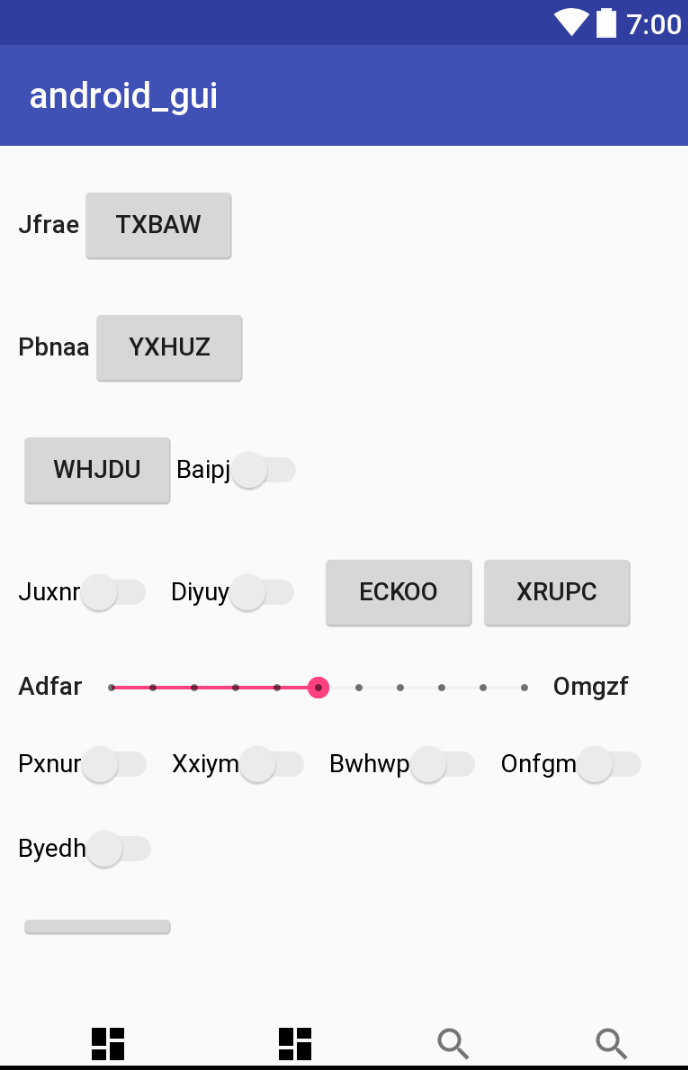 7:00
android_gui
Jfrae TXBAW
Pbnaa YXHUZ
WHJDU Baipj
Juxnr Diyuy ECKOO XRUPC
Adfar Omgzf
Pxnur Xxiym Bwhwp Onfgm
Byedh